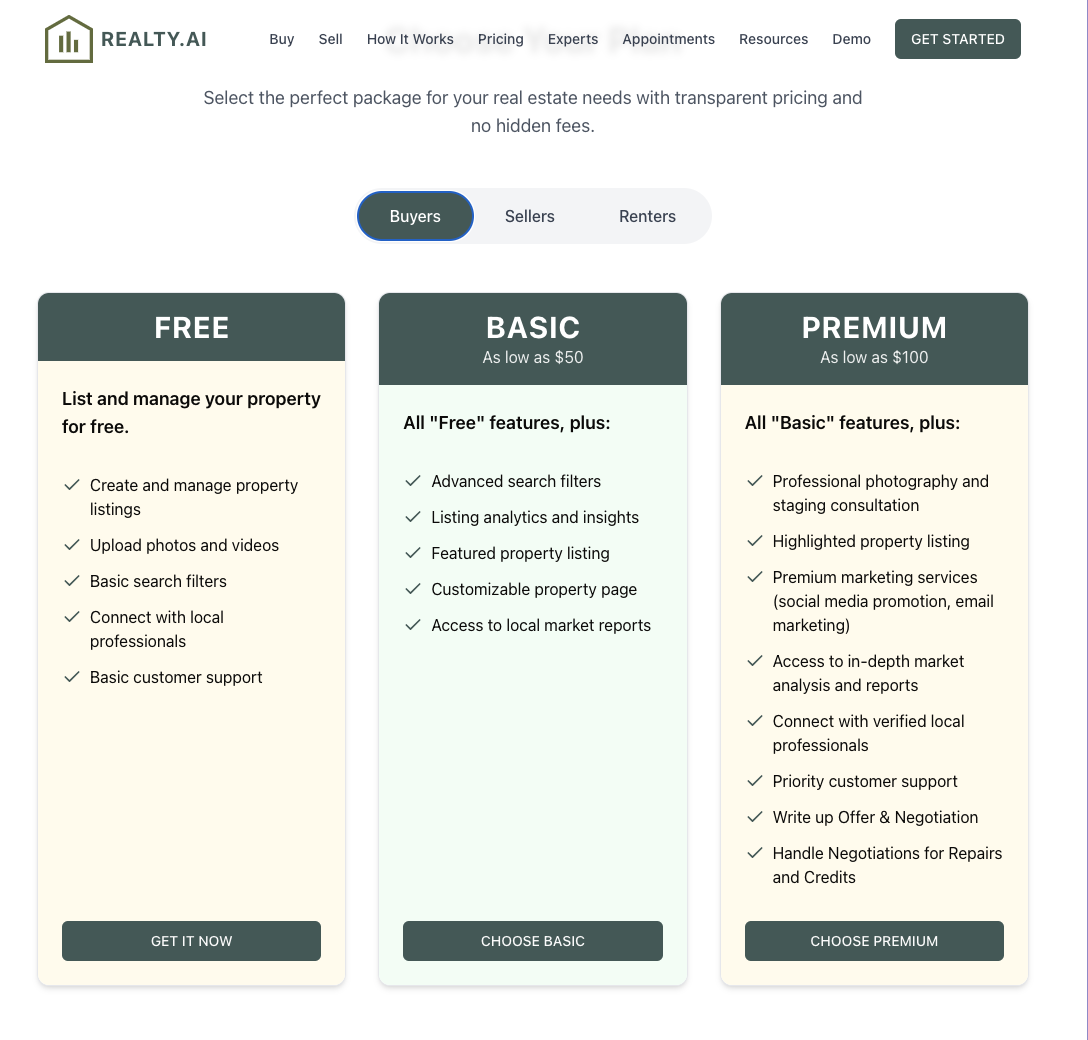 REALTY.AI
Buy
Sell
How It Works
Pricing
Experts
Appointments
Resources
Demo
GET STARTED
Select the perfect package for your real estate needs with transparent pricing and
no hidden fees.
Buyers
Sellers
Renters
FREE
List and manage your property
for free.
Create and manage property
listings
Upload photos and videos
Basic search filters
Connect with local
professionals
Basic customer support
GET IT NOW
BASIC
As low as $50
All "Free" features, plus:
Advanced search filters
Listing analytics and insights
Featured property listing
Customizable property page
Access to local market reports
CHOOSE BASIC
PREMIUM
As low as $100
All "Basic" features, plus:
Professional photography and
staging consultation
Highlighted property listing
Premium marketing services
(social media promotion, email
marketing)
Access to in-depth market
analysis and reports
Connect with verified local
professionals
Priority customer support
Write up Offer & Negotiation
Handle Negotiations for Repairs
and Credits
CHOOSE PREMIUM